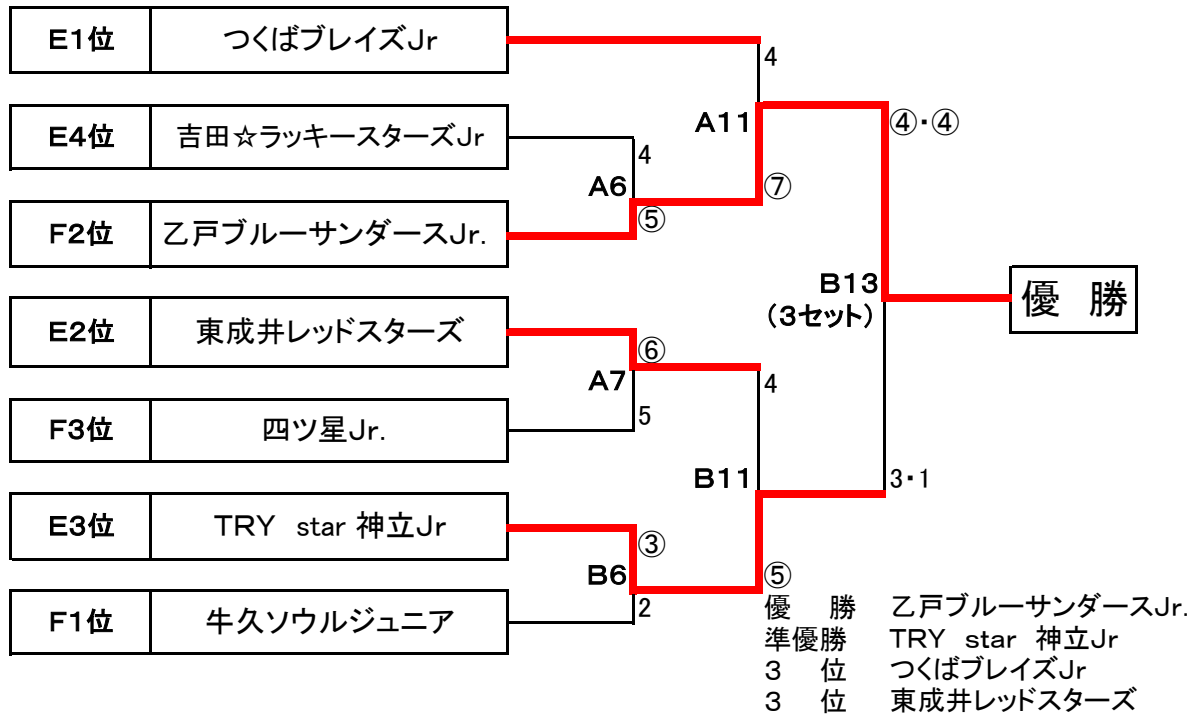 E1位 つくばブレイズJr
4
E4位 吉田☆ラッキースターズJr
A11
④・④
4
A6
⑦
⑤
F2位 乙戸ブルーサンダースJr.
B13
(3セット)
優 勝
E2位 東成井レッドスターズ
⑥
A7
4
5
F3位 四ツ星Jr.
B11
3・1
E3位 TRY star 神立Jr
③
B6
⑤
2
F1位 牛久ソウルジュニア
優 勝 乙戸ブルーサンダースJr.
準優勝 TRY star 神立Jr
3 位 つくばブレイズJr
3 位 東成井レッドスターズ